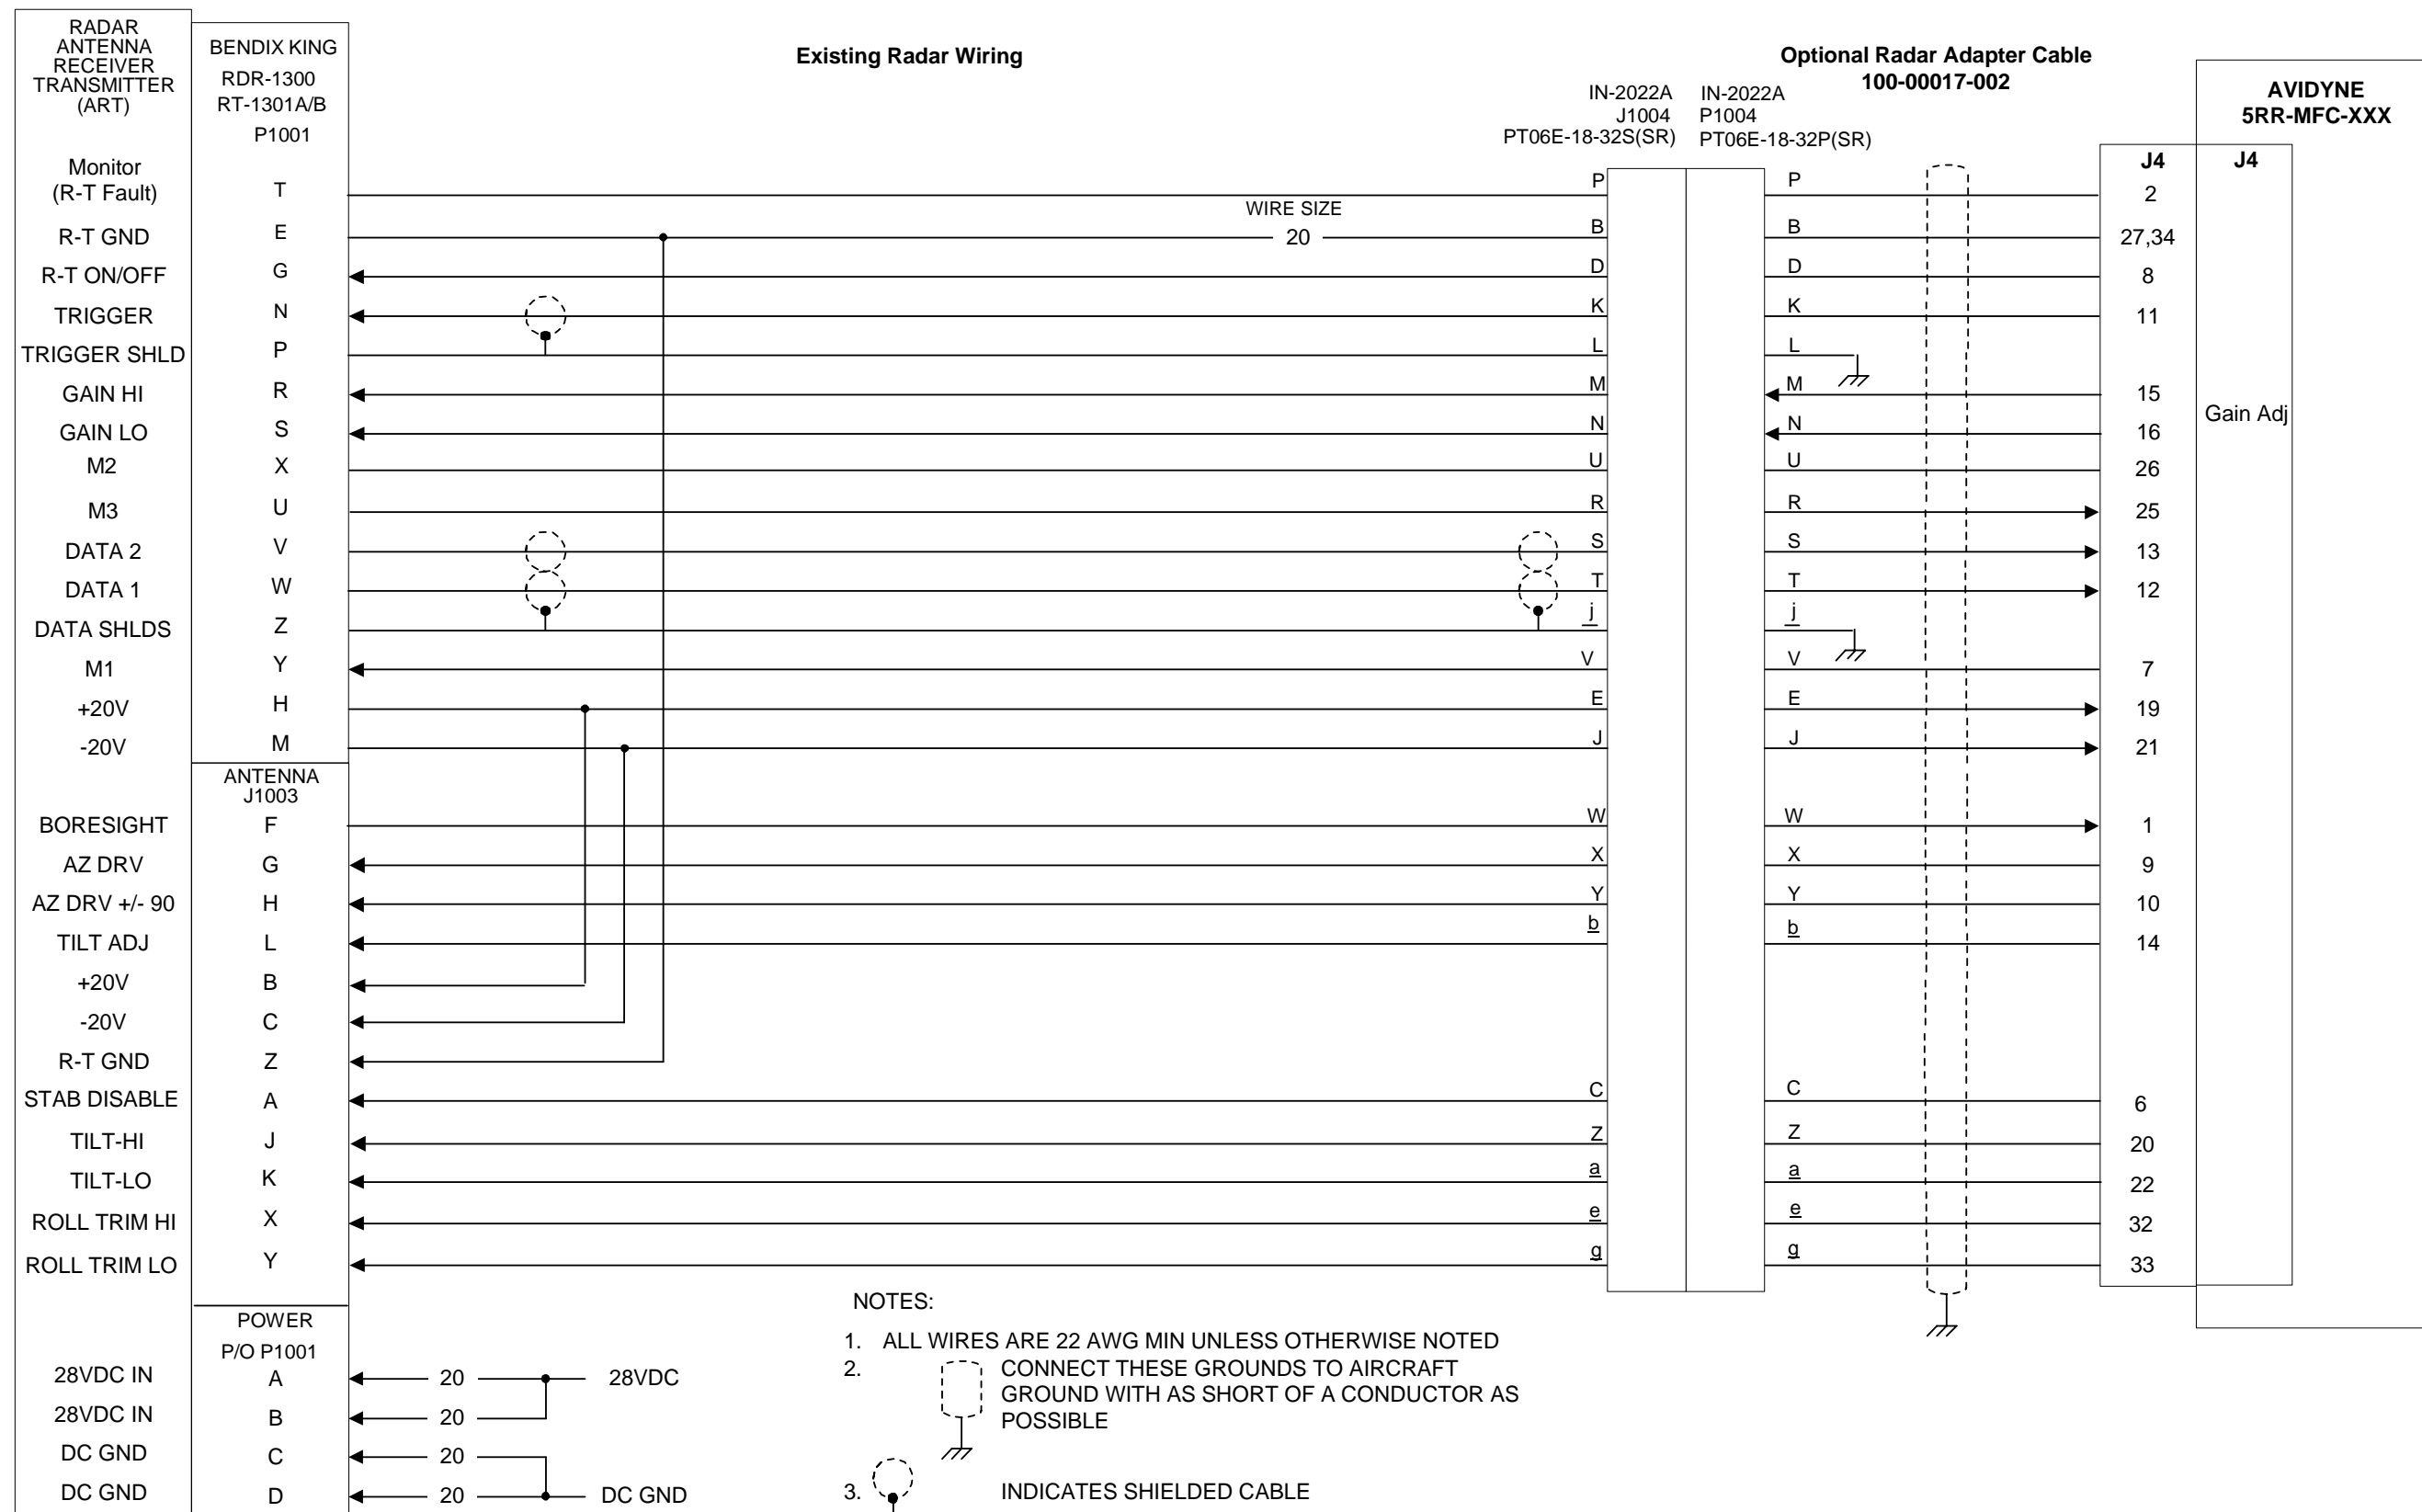 RADAR
ANTENNA
RECEIVER
TRANSMITTER
(ART)
BENDIX KING
RDR-1300
RT-1301A/B
P1001
Existing Radar Wiring
Optional Radar Adapter Cable
100-00017-002
IN-2022A
J1004
PT06E-18-32S(SR)
IN-2022A
P1004
PT06E-18-32P(SR)
AVIDYNE
5RR-MFC-XXX
J4 J4
Monitor
(R-T Fault) T P P 2
WIRE SIZE
R-T GND E 20 B B 27,34
R-T ON/OFF G D D 8
TRIGGER N K K 11
TRIGGER SHLD P L L
GAIN HI R M M 15
Gain Adj
GAIN LO S N N 16
M2 X U U 26
M3 U R R 25
DATA 2 V S S 13
DATA 1 W T T 12
DATA SHLDS Z j j
M1 Y V V 7
+20V H E E 19
-20V M J J 21
ANTENNA
J1003
BORESIGHT F W W 1
AZ DRV G X X 9
AZ DRV +/- 90 H Y Y 10
TILT ADJ L b b 14
+20V B
-20V C
R-T GND Z
STAB DISABLE A C C 6
TILT-HI J Z Z 20
TILT-LO K a a 22
ROLL TRIM HI X e e 32
ROLL TRIM LO Y g g 33
POWER
P/O P1001
28VDC IN A 20 28VDC
28VDC IN B 20
DC GND C 20
DC GND D 20 DC GND
NOTES:
1. ALL WIRES ARE 22 AWG MIN UNLESS OTHERWISE NOTED
2. CONNECT THESE GROUNDS TO AIRCRAFT
GROUND WITH AS SHORT OF A CONDUCTOR AS
POSSIBLE
3. INDICATES SHIELDED CABLE